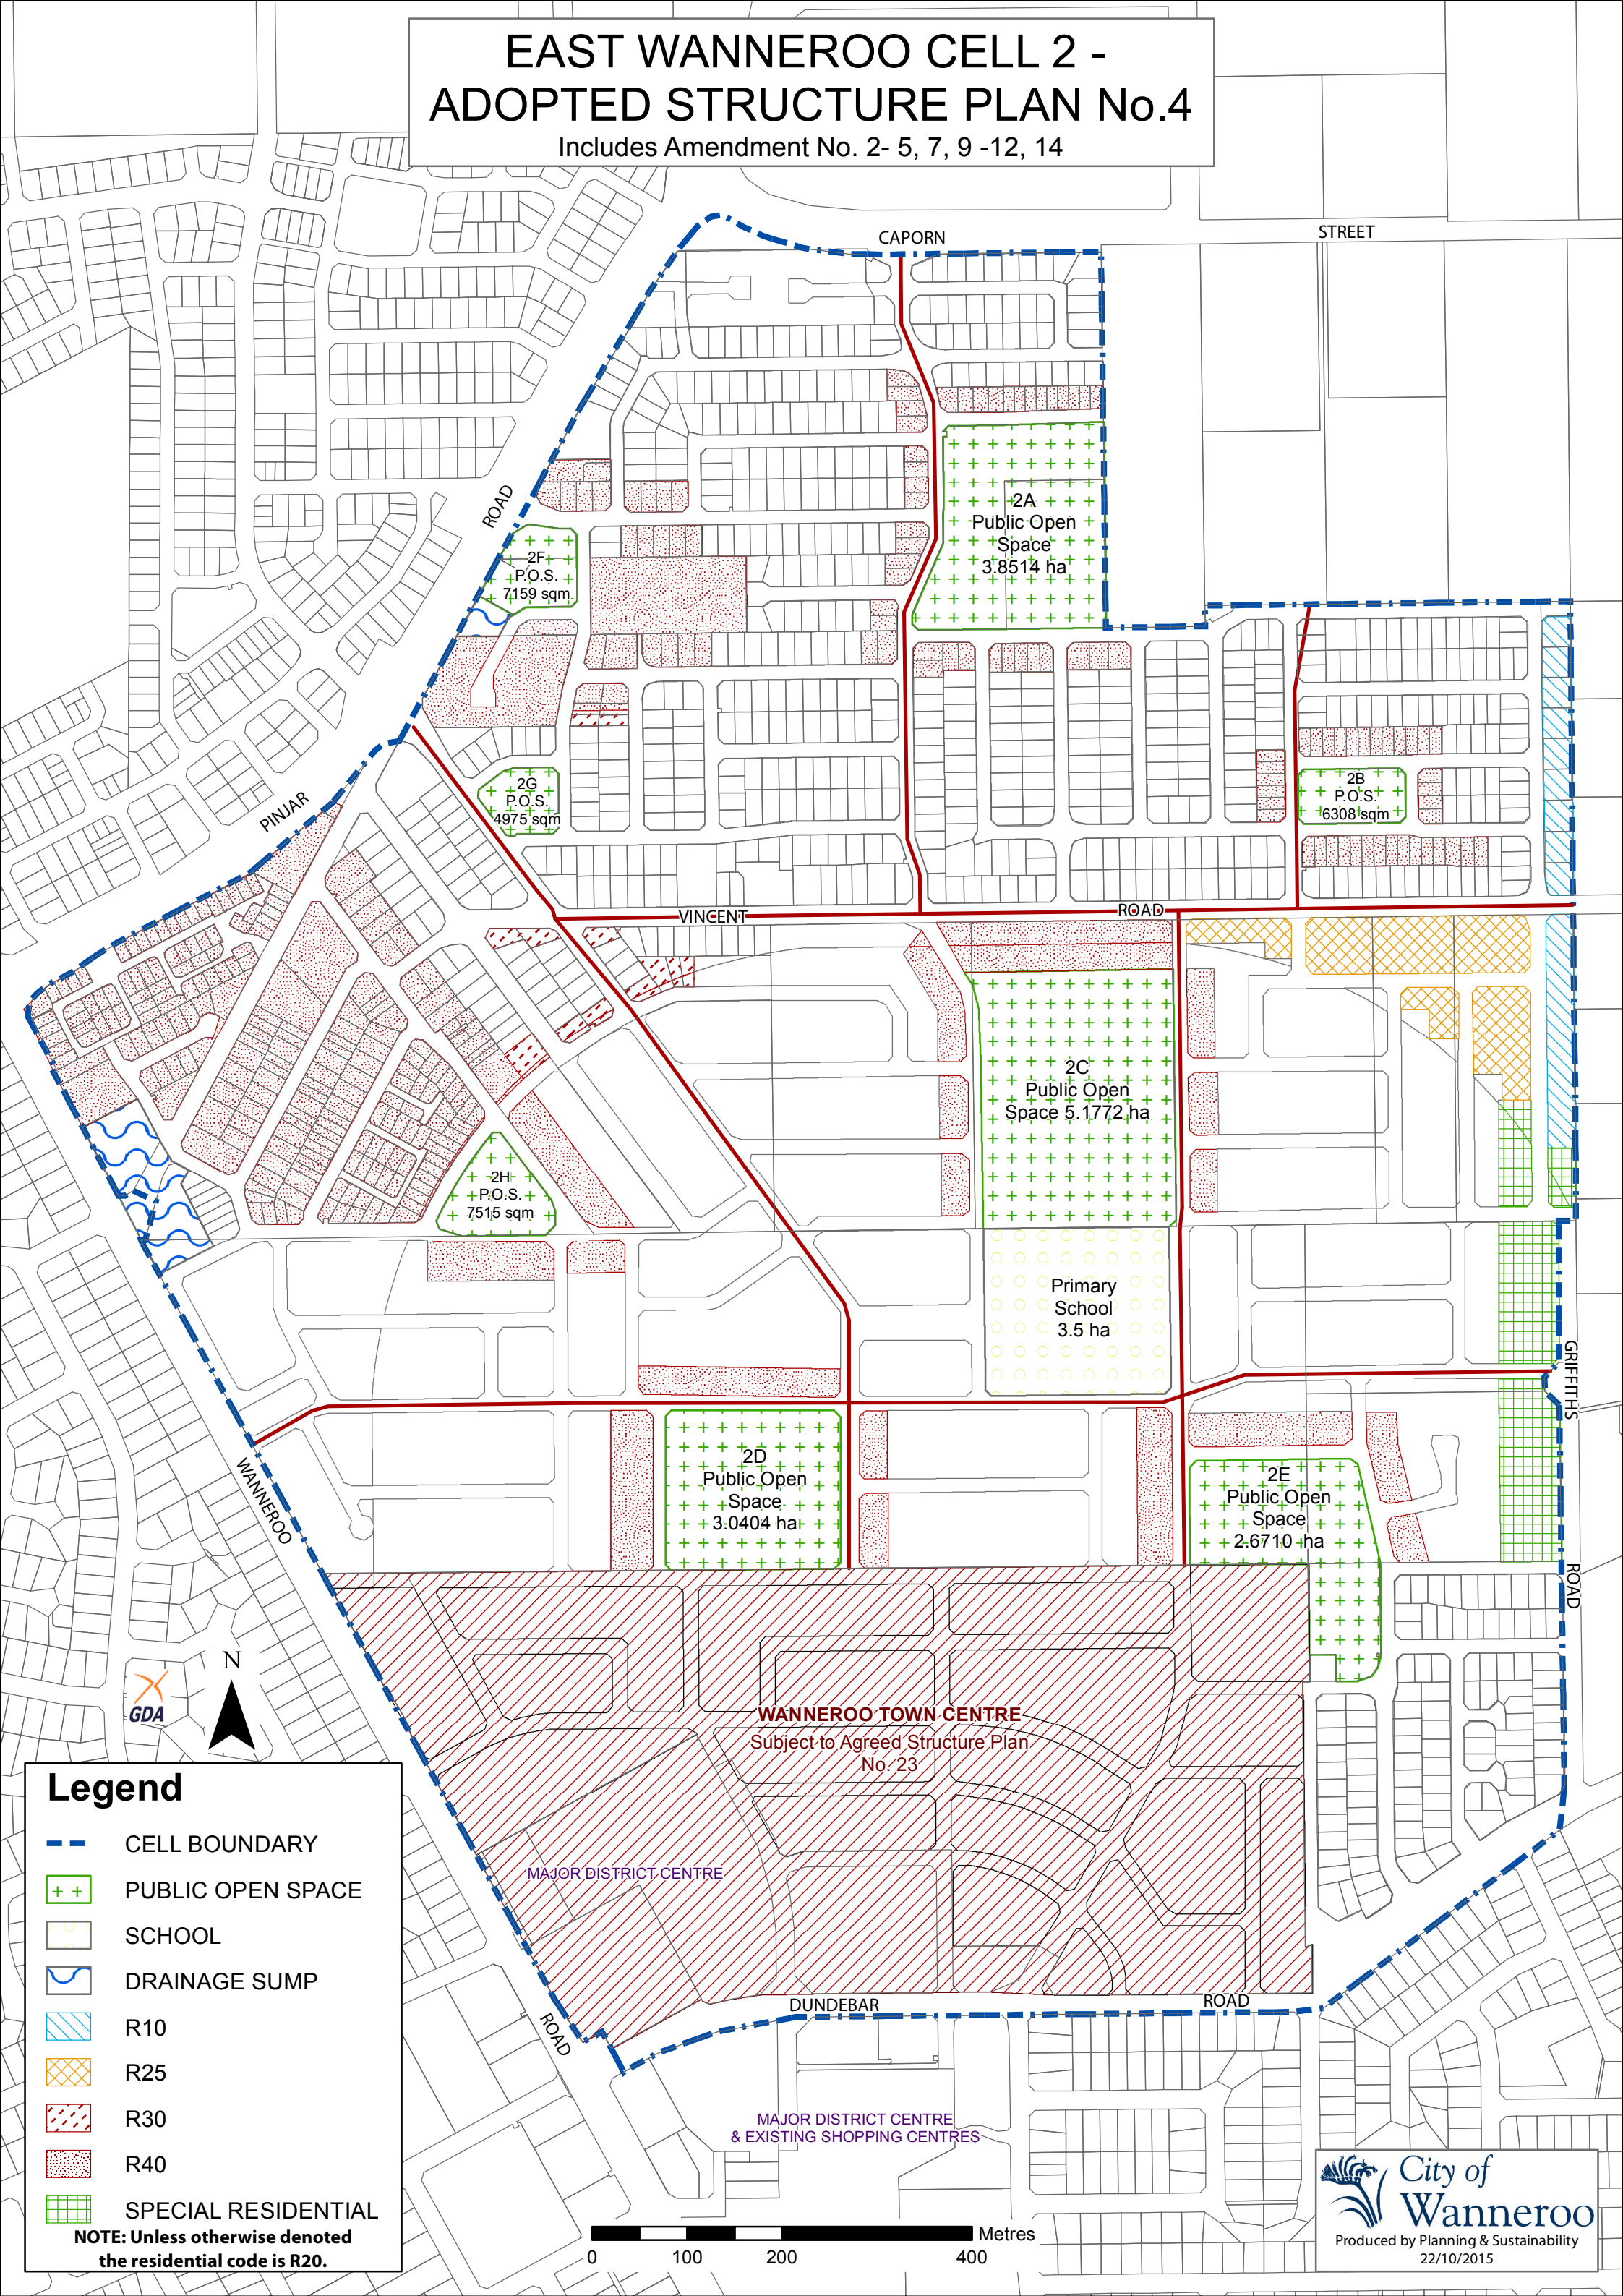 EAST WANNEROO CELL 2 -
ADOPTED STRUCTURE PLAN No.4
Includes Amendment No. 2- 5, 7, 9 -12, 14
CAPORN
STREET
ROAD
2A
Public Open
Space
3.8514 ha
2F
P.O.S.
7159 sqm
2G
P.O.S.
4975 sqm
2B
P.O.S.
6308 sqm
PINJAR
VINCENT
ROAD
2C
Public Open
Space 5.1772 ha
2H
P.O.S.
7515 sqm
Primary
School
3.5 ha
GRIFFITHS
ROAD
WANNEROO
ROAD
2D
Public Open
Space
3.0404 ha
2E
Public Open
Space
2.6710 ha
WANNEROO TOWN CENTRE
Subject to Agreed Structure Plan
No. 23
MAJOR DISTRICT CENTRE
DUNDEBAR
ROAD
MAJOR DISTRICT CENTRE
& EXISTING SHOPPING CENTRES
N
GDA
Legend
CELL BOUNDARY
PUBLIC OPEN SPACE
SCHOOL
DRAINAGE SUMP
R10
R25
R30
R40
SPECIAL RESIDENTIAL
NOTE: Unless otherwise denoted
the residential code is R20.
Metres
0 100 200 400
City of
Wanneroo
Produced by Planning & Sustainability
22/10/2015